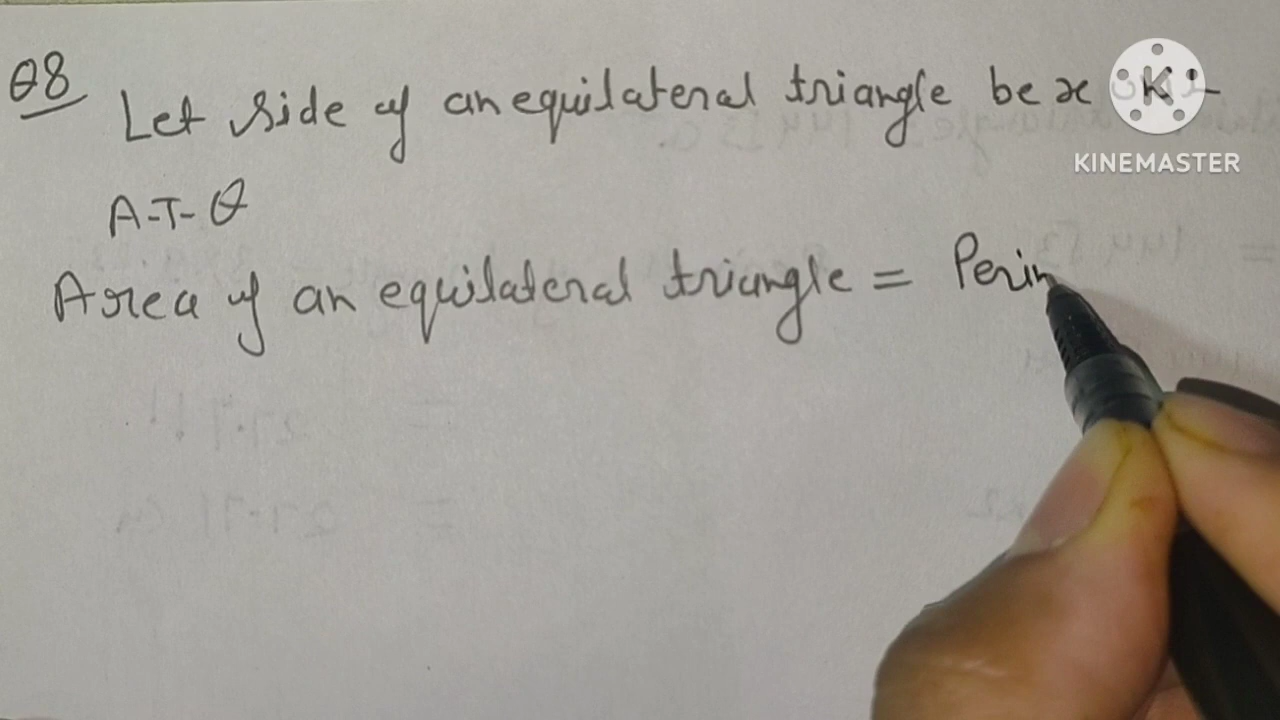 Q8 Let side of an equilateral triangle be x
K
KINEMASTER
A-T-Q
Area of an equilateral triangle = Perim